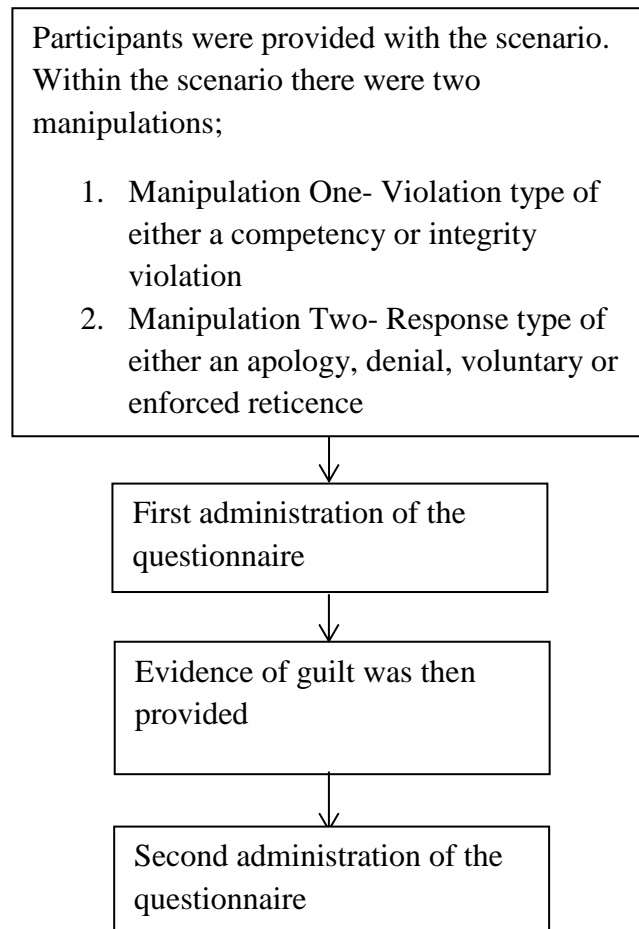 Participants were provided with the scenario.
Within the scenario there were two
manipulations;
1. Manipulation One- Violation type of
either a competency or integrity
violation
2. Manipulation Two- Response type of
either an apology, denial, voluntary or
enforced reticence
First administration of the
questionnaire
Evidence of guilt was then
provided
Second administration of the
questionnaire